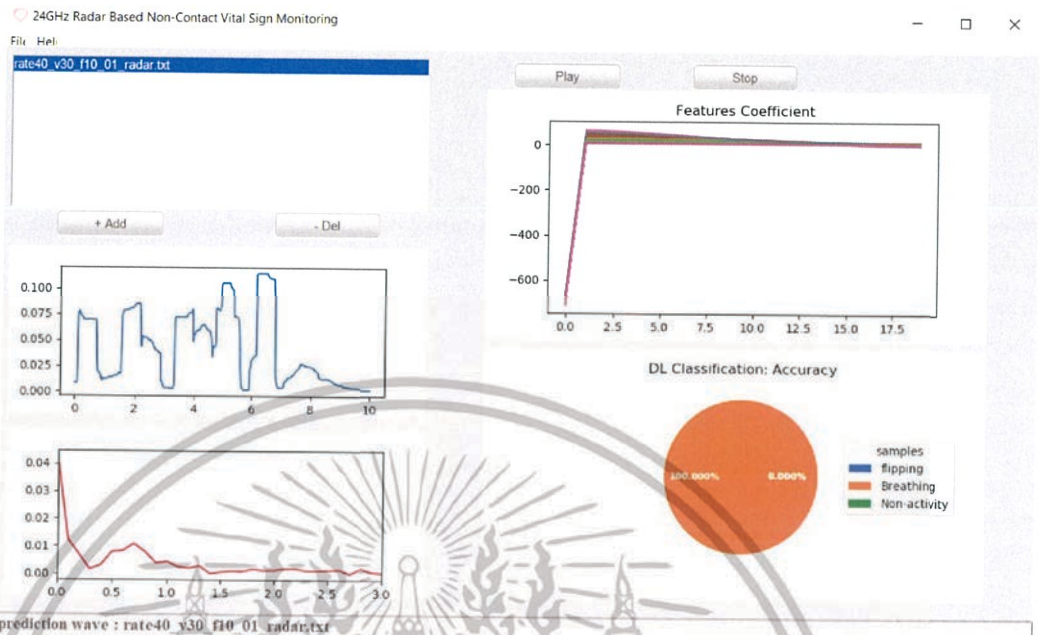 24GHz Radar Based Non-Contact Vital Sign Monitoring
File Help
rate40_v30_f10_01_radar.txt
+ Add - Del
0.100
0.075
0.050
0.025
0.000
0 2 4 6 8 10
0.04
0.03
0.02
0.01
0.00
0.0 0.5 1.0 1.5 2.0 2.5 3.0
Play Stop
Features Coefficient
0
−200
−400
−600
0.0 2.5 5.0 7.5 10.0 12.5 15.0 17.5
DL Classification: Accuracy
100.000% 0.000%
samples
flipping
Breathing
Non-activity
prediction wave : rate40_v30_f10_01_radar.txt